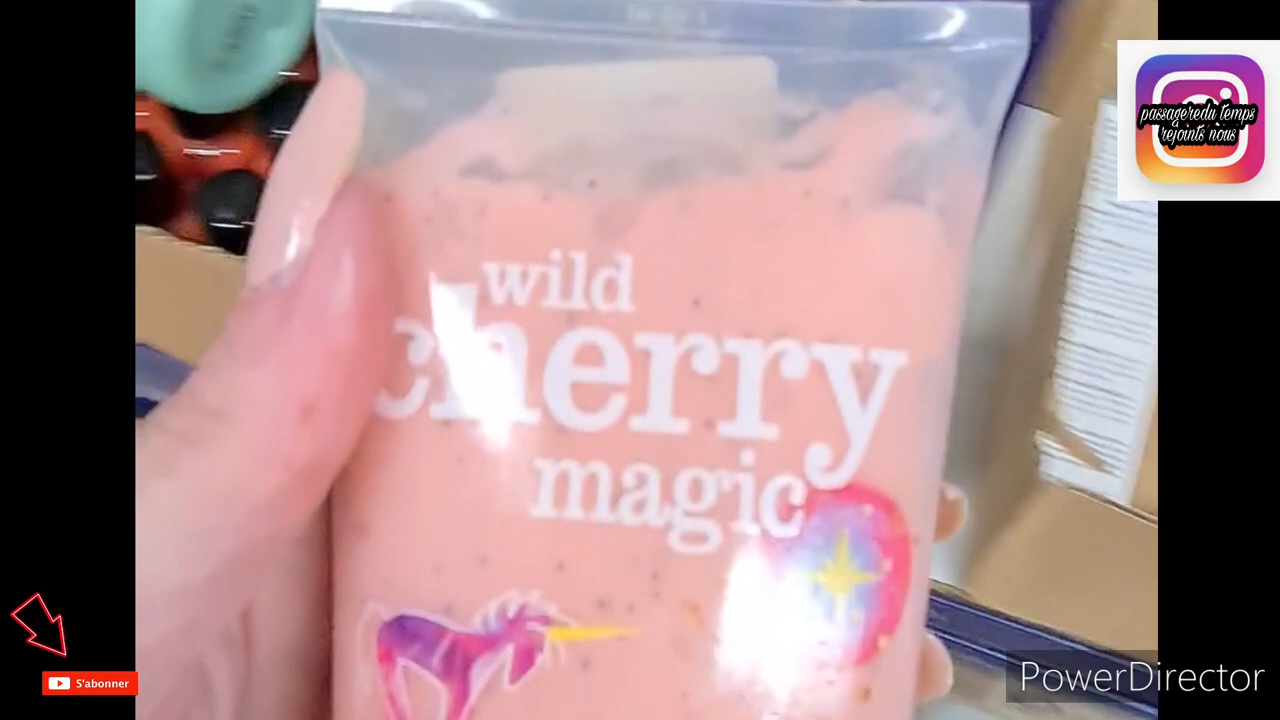 wild
cherry
magic
passageredu temps
rejoints nous
S'abonner
PowerDirector